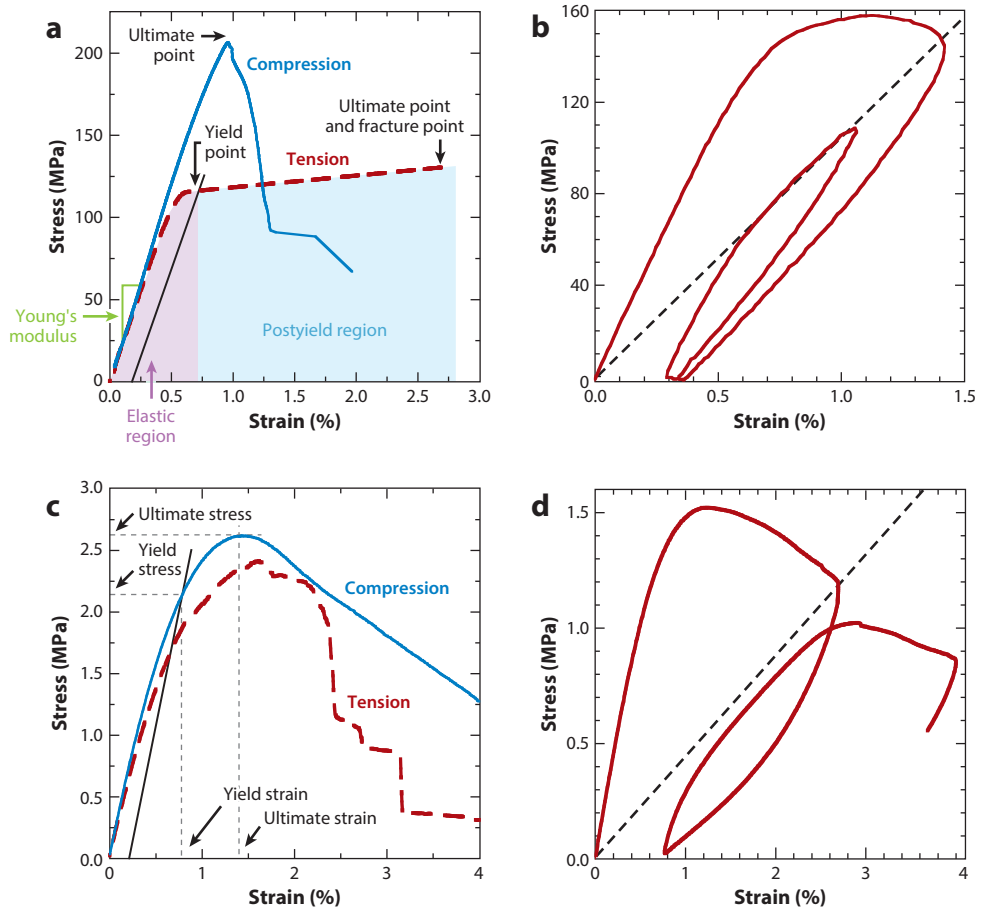 a
Ultimate
point
Compression
Ultimate point
and fracture point
Yield
point
Tension
Young's
modulus
Postyield region
Elastic
region
Stress (MPa)
200
150
100
50
0
0.0 0.5 1.0 1.5 2.0 2.5 3.0
Strain (%)
b
Stress (MPa)
160
120
80
40
0
0 0.5 1.0 1.5
Strain (%)
c
Ultimate stress
Yield
stress
Compression
Tension
Yield strain
Ultimate strain
Stress (MPa)
3.0
2.5
2.0
1.5
1.0
0.5
0.0
0 1 2 3 4
Strain (%)
d
Stress (MPa)
1.5
1.0
0.5
0.0
0 1 2 3 4
Strain (%)